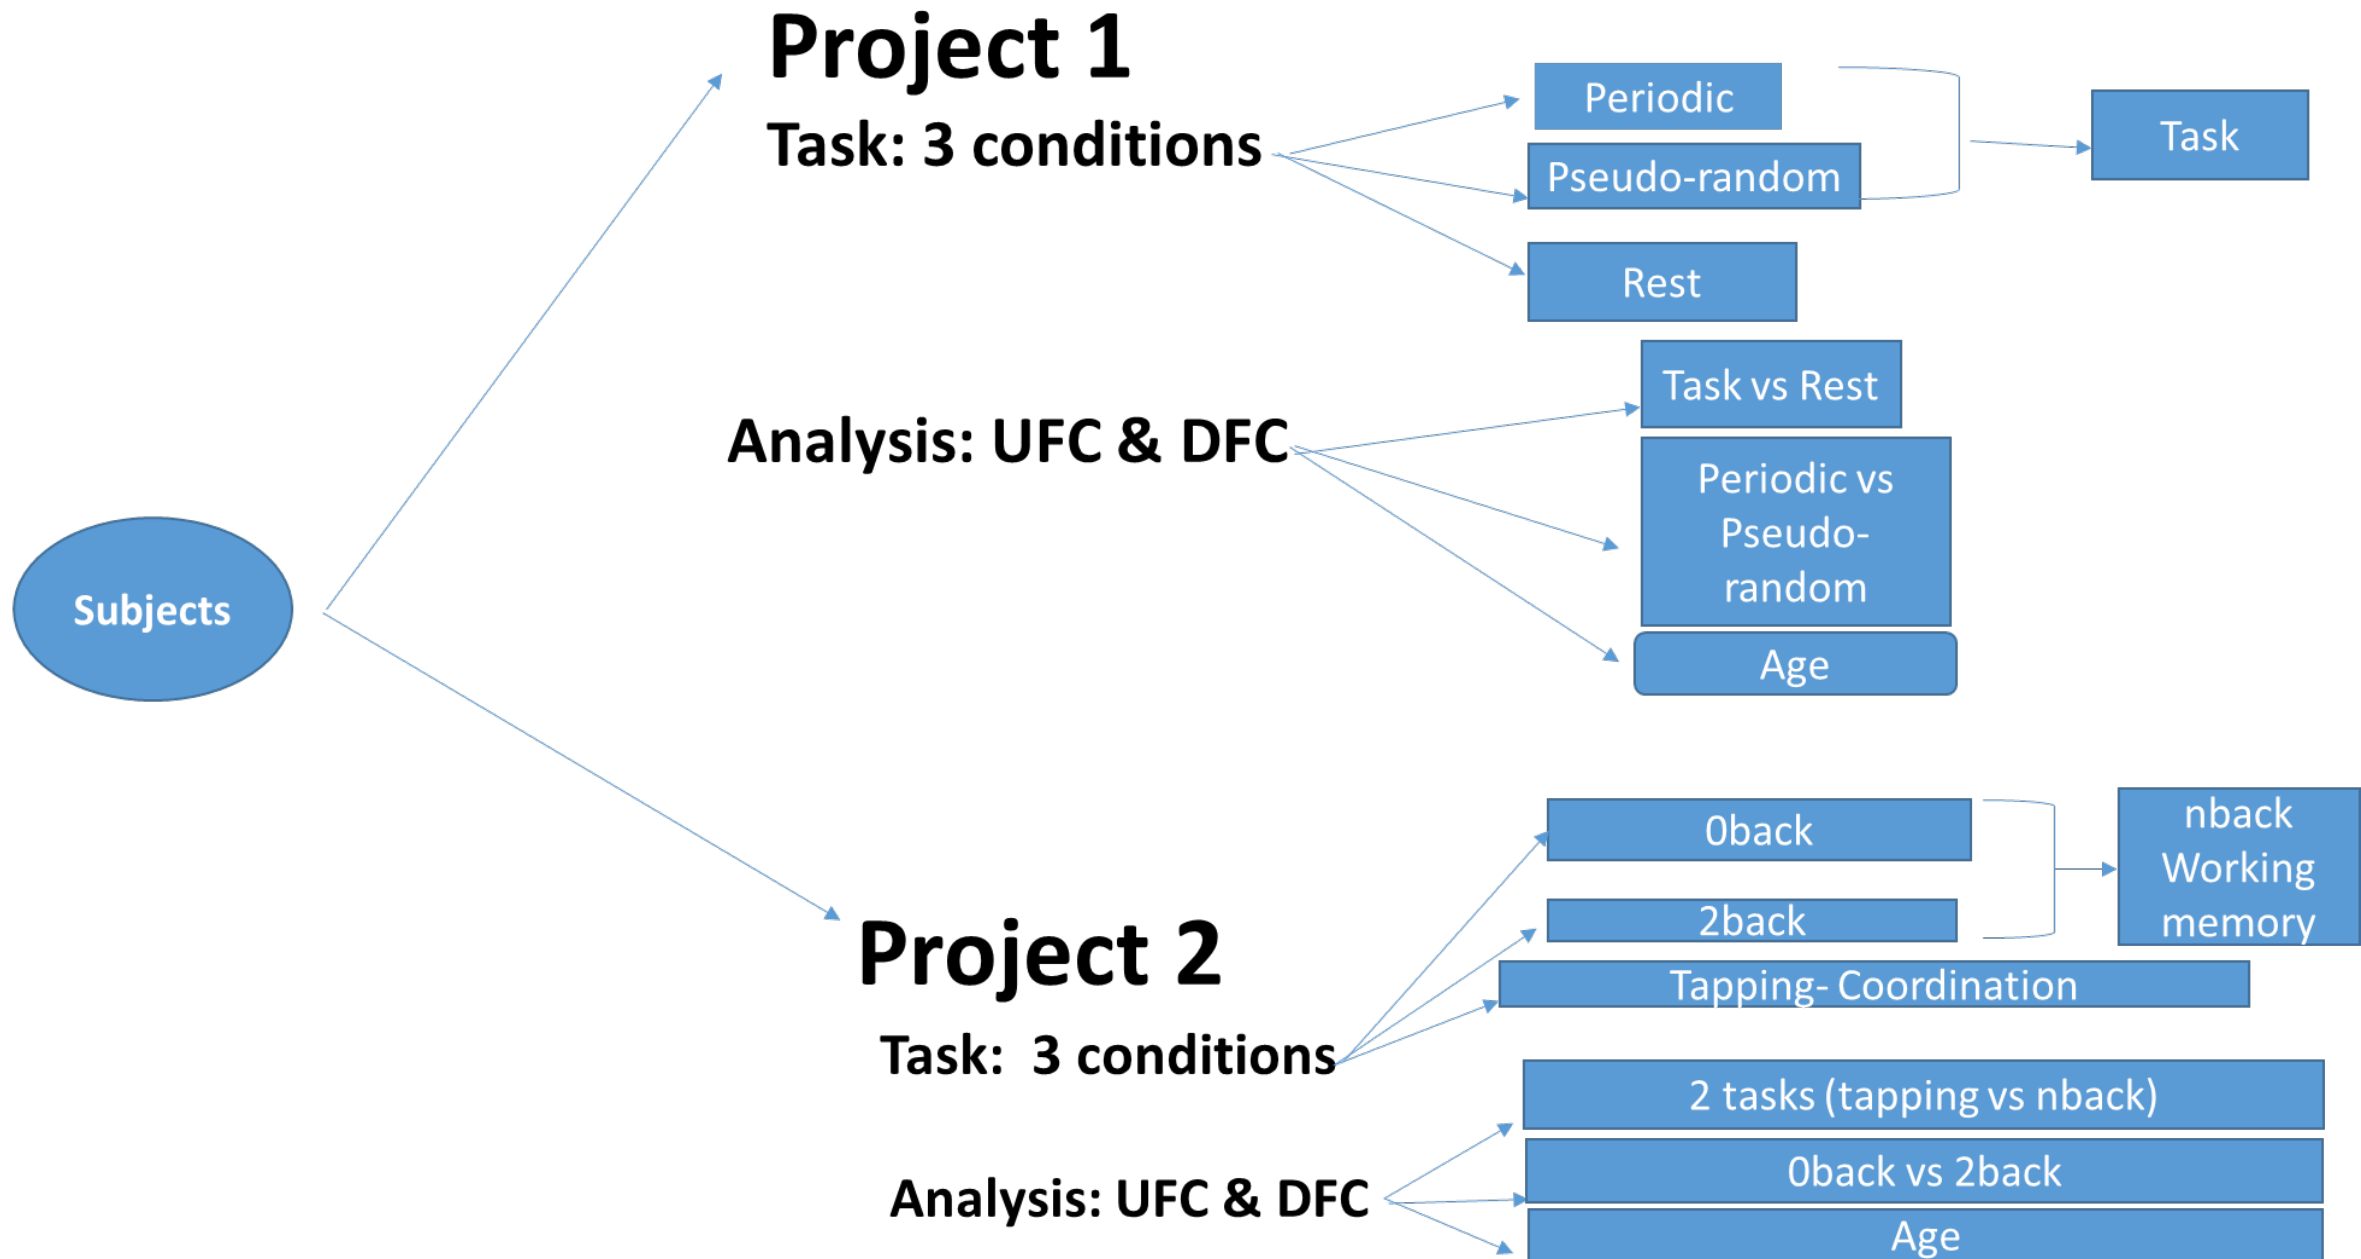 Project 1
Task: 3 conditions
Periodic
Pseudo-random
Rest
Task
Analysis: UFC & DFC
Task vs Rest
Periodic vs
Pseudo-
random
Age
Subjects
Project 2
Task:  3 conditions
0back
2back
Tapping- Coordination
nback
Working
memory
Analysis: UFC & DFC
2 tasks (tapping vs nback)
0back vs 2back
Age